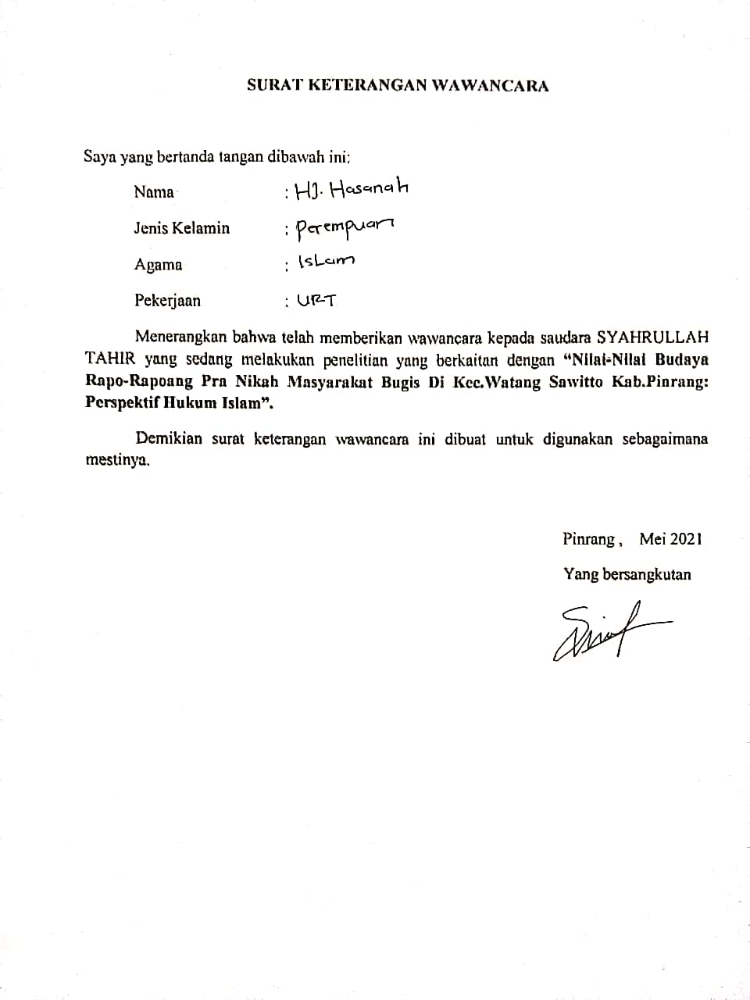 SURAT KETERANGAN WAWANCARA
Saya yang bertanda tangan dibawah ini:
Nama : HJ. Hasanah
Jenis Kelamin : Perempuan
Agama : Islam
Pekerjaan : URT
Menerangkan bahwa telah memberikan wawancara kepada saudara SYAHRULLAH
TAHIR yang sedang melakukan penelitian yang berkaitan dengan “Nilai-Nilai Budaya
Rapo-Rapoang Pra Nikah Masyarakat Bugis Di Kec.Watang Sawitto Kab.Pinrang:
Perspektif Hukum Islam”.
Demikian surat keterangan wawancara ini dibuat untuk digunakan sebagaimana
mestinya.
Pinrang , Mei 2021
Yang bersangkutan